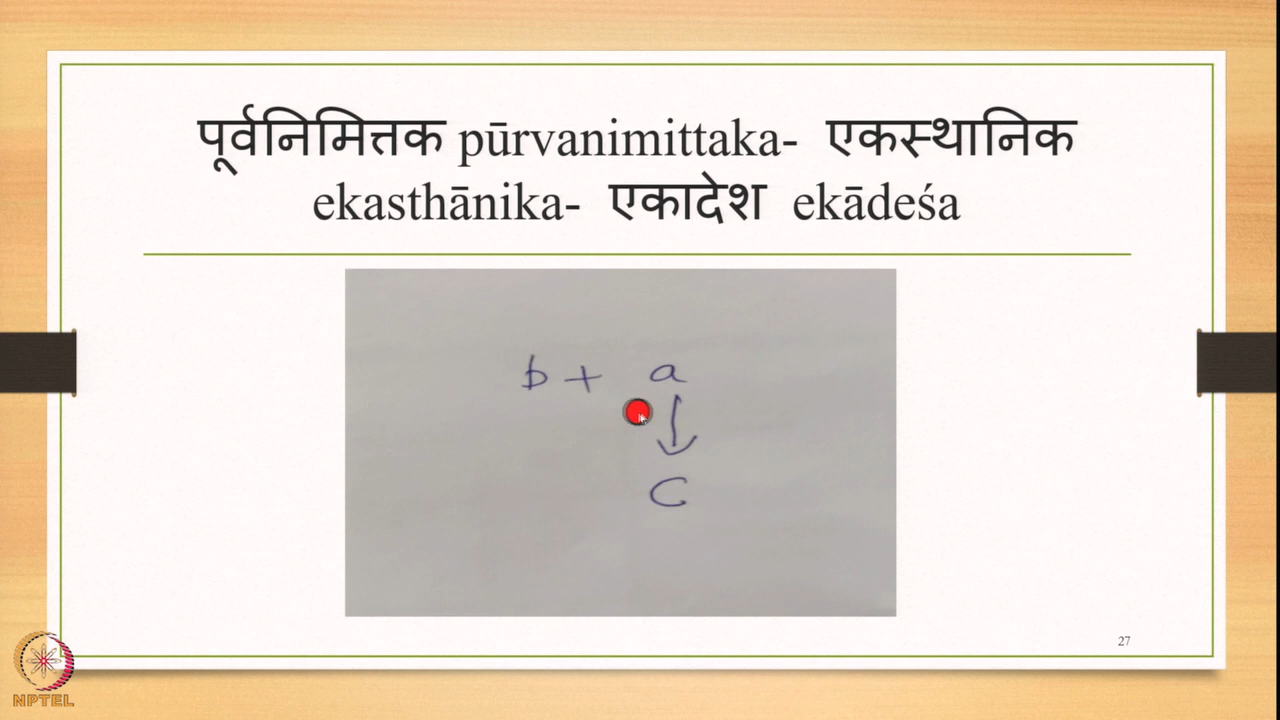 पूर्वनिमित्तक pūrvanimittaka- एकस्थानिक
ekasthānika- एकादेश ekādeśa
b + a
↓
c
27
NPTEL